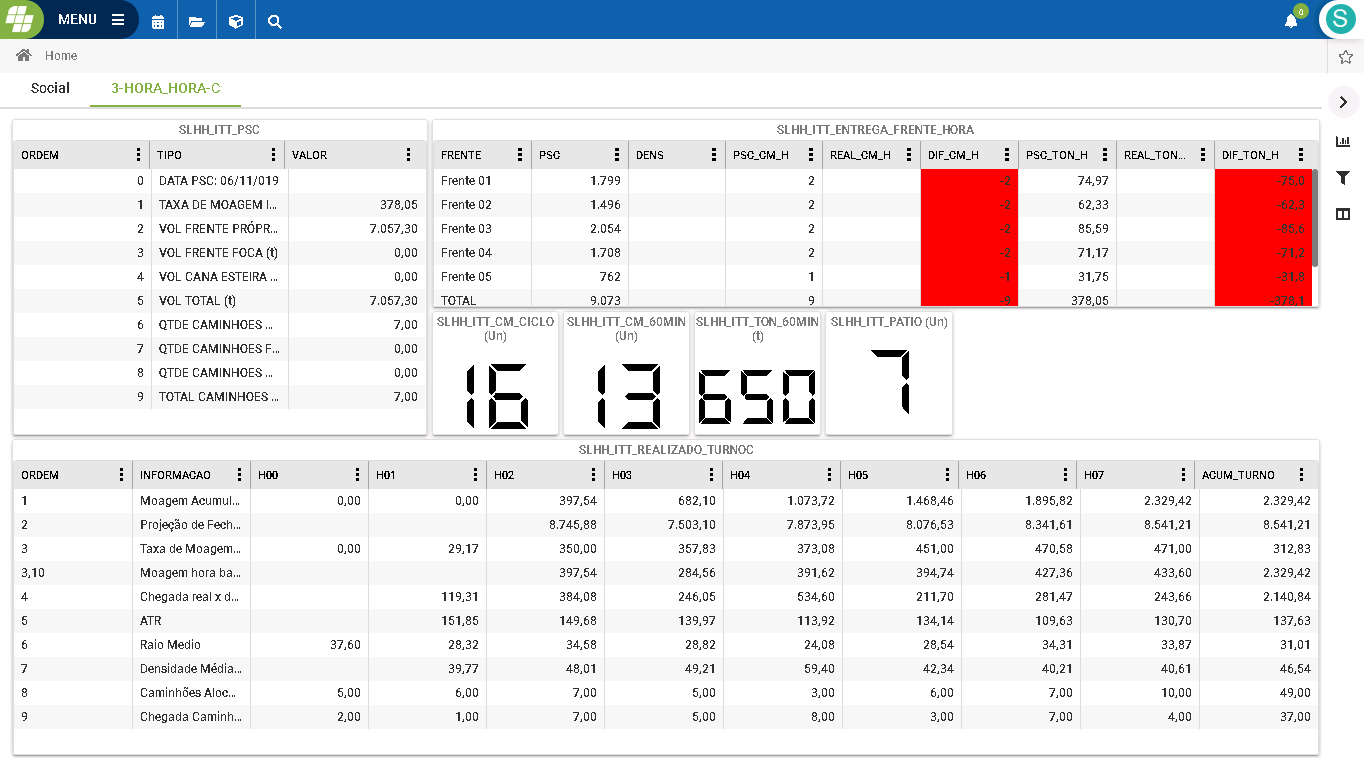 MENU
0
S
Home
Social 3-HORA_HORA-C
SLHH_ITT_PSC
ORDEM TIPO VALOR
0 DATA PSC: 06/11/019
1 TAXA DE MOAGEM I... 378,05
2 VOL FRENTE PRÓPR... 7.057,30
3 VOL FRENTE FOCA (t) 0,00
4 VOL CANA ESTEIRA ... 0,00
5 VOL TOTAL (t) 7.057,30
6 QTDE CAMINHOES ... 7,00
7 QTDE CAMINHOES F... 0,00
8 QTDE CAMINHOES ... 0,00
9 TOTAL CAMINHOES ... 7,00
SLHH_ITT_ENTREGA_FRENTE_HORA
FRENTE PSC DENS PSC_CM_H REAL_CM_H DIF_CM_H PSC_TON_H REAL_TON... DIF_TON_H
Frente 01 1.799 2 -2 74,97 -75,0
Frente 02 1.496 2 -2 62,33 -62,3
Frente 03 2.054 2 -2 85,59 -85,6
Frente 04 1.708 2 -2 71,17 -71,2
Frente 05 762 1 -1 31,75 -31,8
TOTAL 9.073 9 -9 378,05 -378,1
SLHH_ITT_CM_CICLO
(Un)
16
SLHH_ITT_CM_60MIN
(Un)
13
SLHH_ITT_TON_60MIN
(t)
650
SLHH_ITT_PATIO (Un)
7
SLHH_ITT_REALIZADO_TURNOC
ORDEM INFORMACAO H00 H01 H02 H03 H04 H05 H06 H07 ACUM_TURNO
1 Moagem Acumul... 0,00 0,00 397,54 682,10 1.073,72 1.468,46 1.895,82 2.329,42 2.329,42
2 Projeção de Fech... 8.745,88 7.503,10 7.873,95 8.076,53 8.341,61 8.541,21 8.541,21
3 Taxa de Moagem... 0,00 29,17 350,00 357,83 373,08 451,00 470,58 471,00 312,83
3,10 Moagem hora ba... 397,54 284,56 391,62 394,74 427,36 433,60 2.329,42
4 Chegada real x d... 119,31 384,08 246,05 534,60 211,70 281,47 243,66 2.140,84
5 ATR 151,85 149,68 139,97 113,92 134,14 109,63 130,70 137,63
6 Raio Medio 37,60 28,32 34,58 28,82 24,08 28,54 34,31 33,87 31,01
7 Densidade Média... 39,77 48,01 49,21 59,40 42,34 40,21 40,61 46,54
8 Caminhões Aloc... 5,00 6,00 7,00 5,00 3,00 6,00 7,00 10,00 49,00
9 Chegada Caminh... 2,00 1,00 7,00 5,00 8,00 3,00 7,00 4,00 37,00